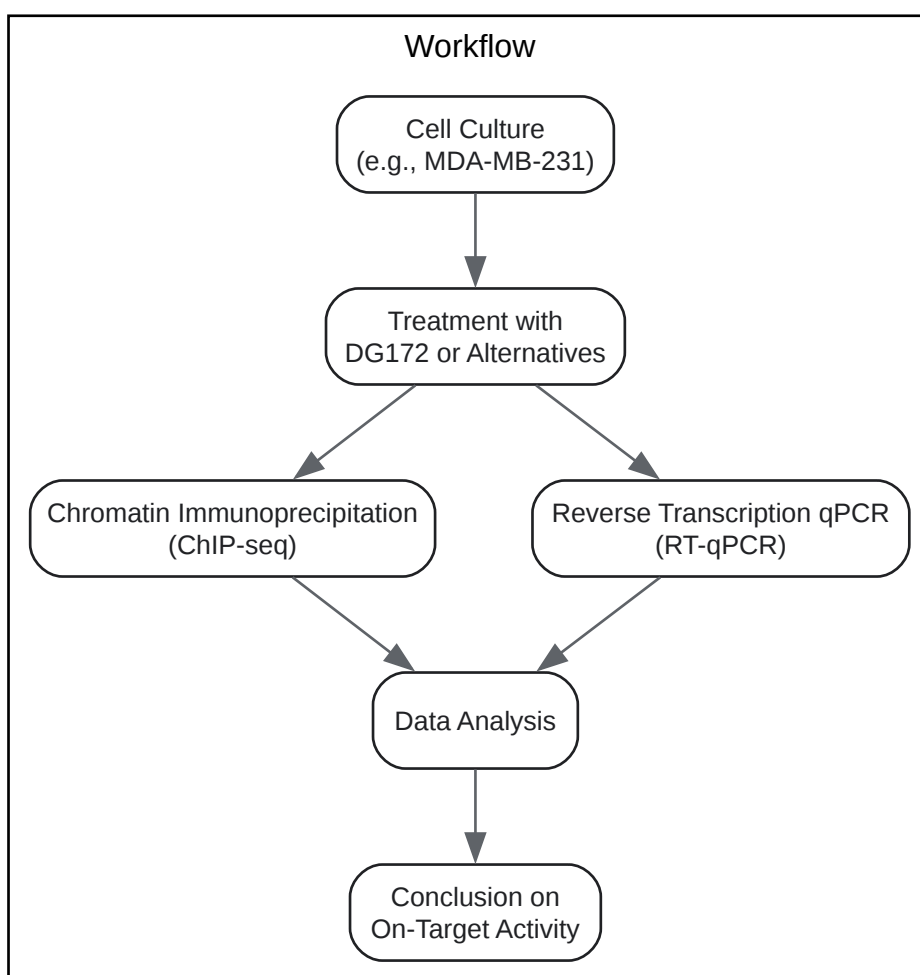 Workflow
Cell Culture
(e.g., MDA-MB-231)
Treatment with
DG172 or Alternatives
Chromatin Immunoprecipitation
(ChIP-seq)
Reverse Transcription qPCR
(RT-qPCR)
Data Analysis
Conclusion on
On-Target Activity